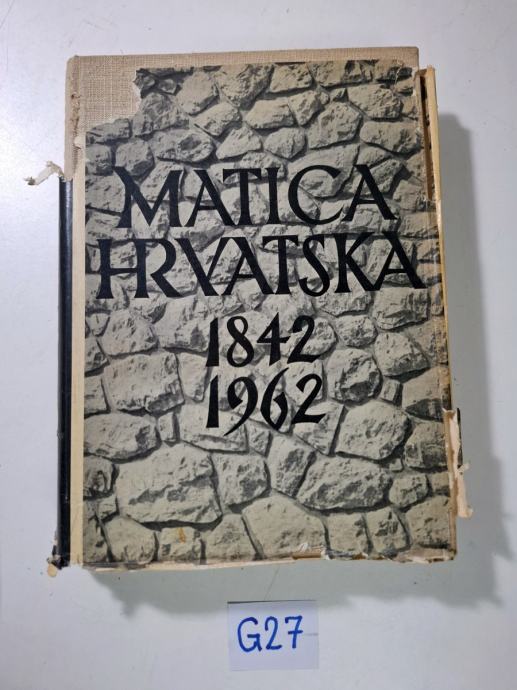 MATICA
HRVATSKA
1842
1962
G27